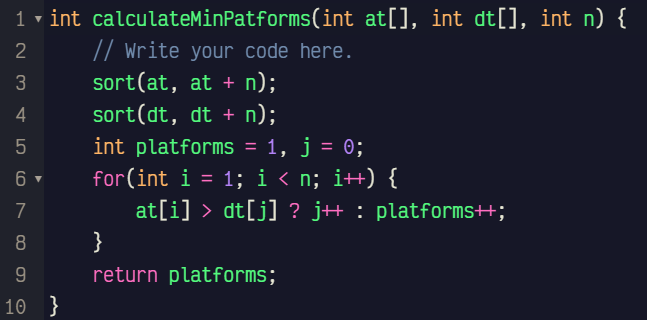 1 int calculateMinPatforms(int at[], int dt[], int n) {
2     // Write your code here.
3     sort(at, at + n);
4     sort(dt, dt + n);
5     int platforms = 1, j = 0;
6     for(int i = 1; i < n; i++) {
7         at[i] > dt[j] ? j++ : platforms++;
8     }
9     return platforms;
10 }